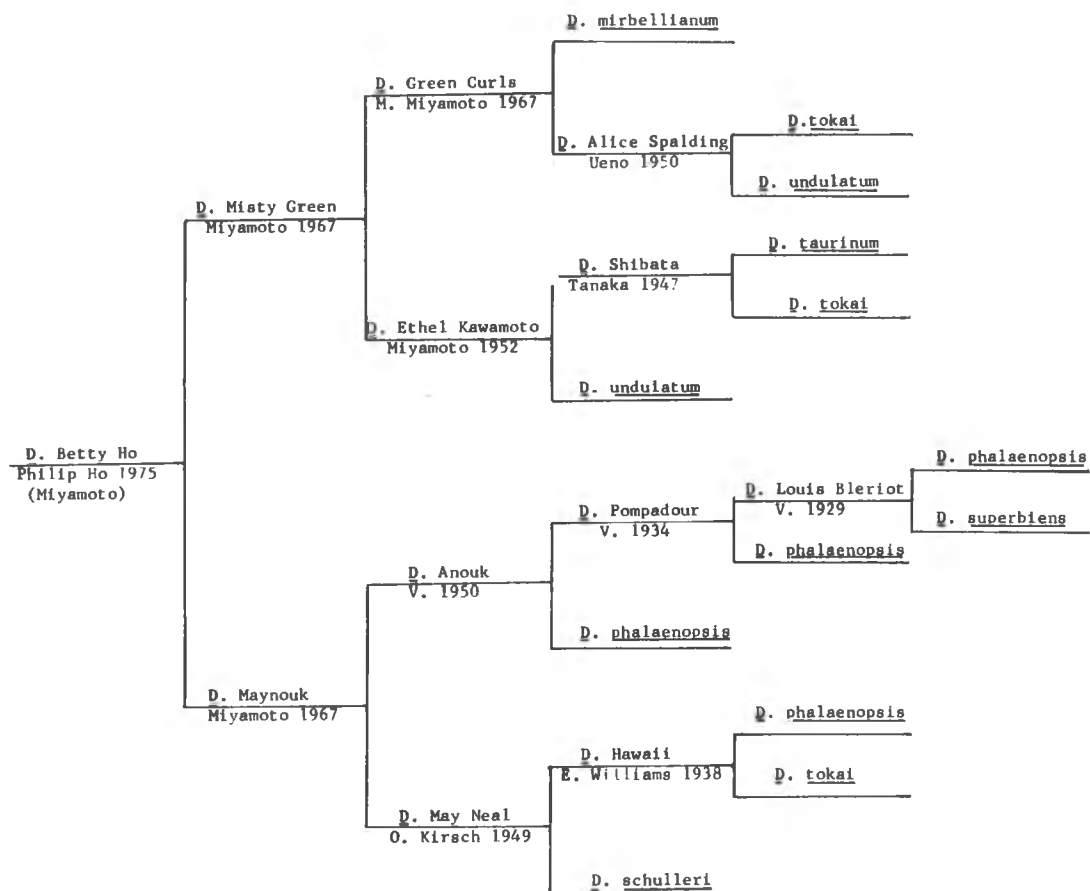 D. mirbellianum
D. Green Curls
M. Miyamoto 1967
D.tokai
D. Alice Spalding
Ueno 1950
D. undulatum
D. Misty Green
Miyamoto 1967
D. taurinum
D. Shibata
Tanaka 1947
D. tokai
D. Ethel Kawamoto
Miyamoto 1952
D. undulatum
D. Betty Ho
Philip Ho 1975
(Miyamoto)
D. phalaenopsis
D. Louis Bleriot
V. 1929
D. superbiens
D. Pompadour
V. 1934
D. phalaenopsis
D. Anouk
V. 1950
D. phalaenopsis
D. Maynouk
Miyamoto 1967
D. phalaenopsis
D. Hawaii
E. Williams 1938
D. tokai
D. May Neal
O. Kirsch 1949
D. schulleri